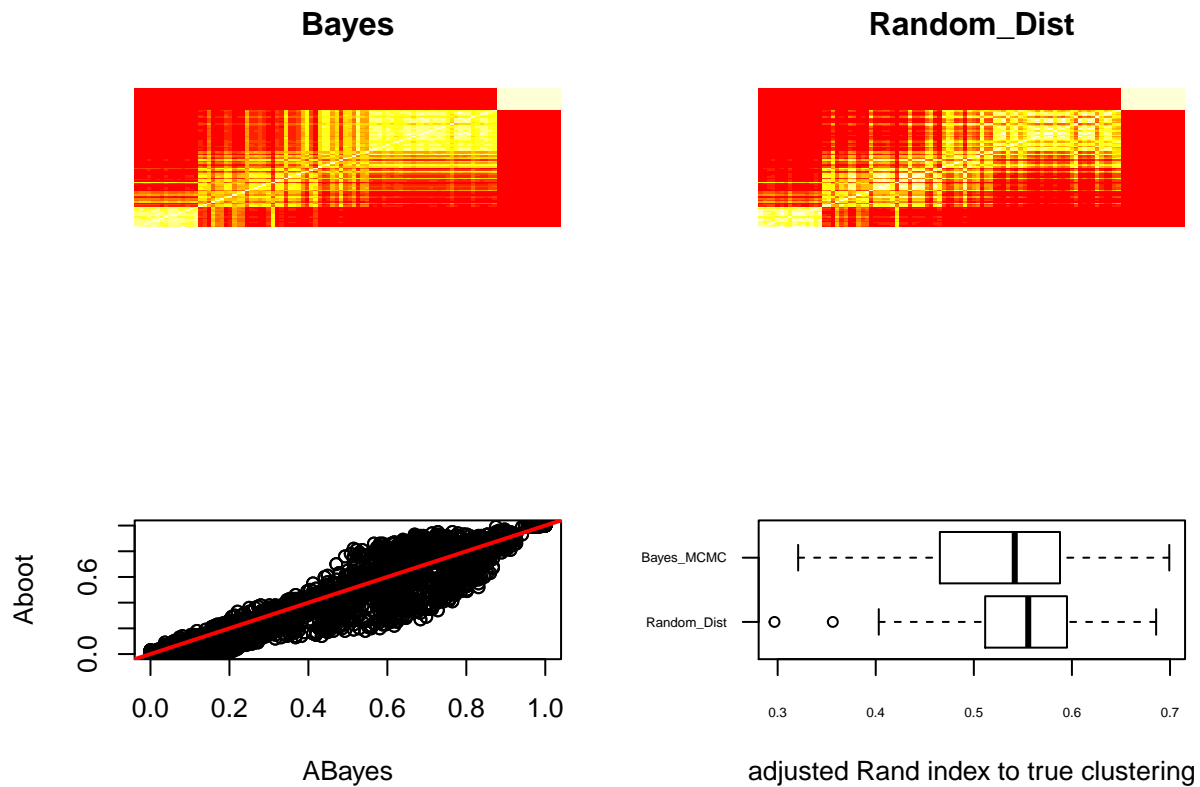 Bayes
Random_Dist
Aboot
0.6
0.0
0.0 0.2 0.4 0.6 0.8 1.0
ABayes
Bayes_MCMC
Random_Dist
0.3 0.4 0.5 0.6 0.7
adjusted Rand index to true clustering